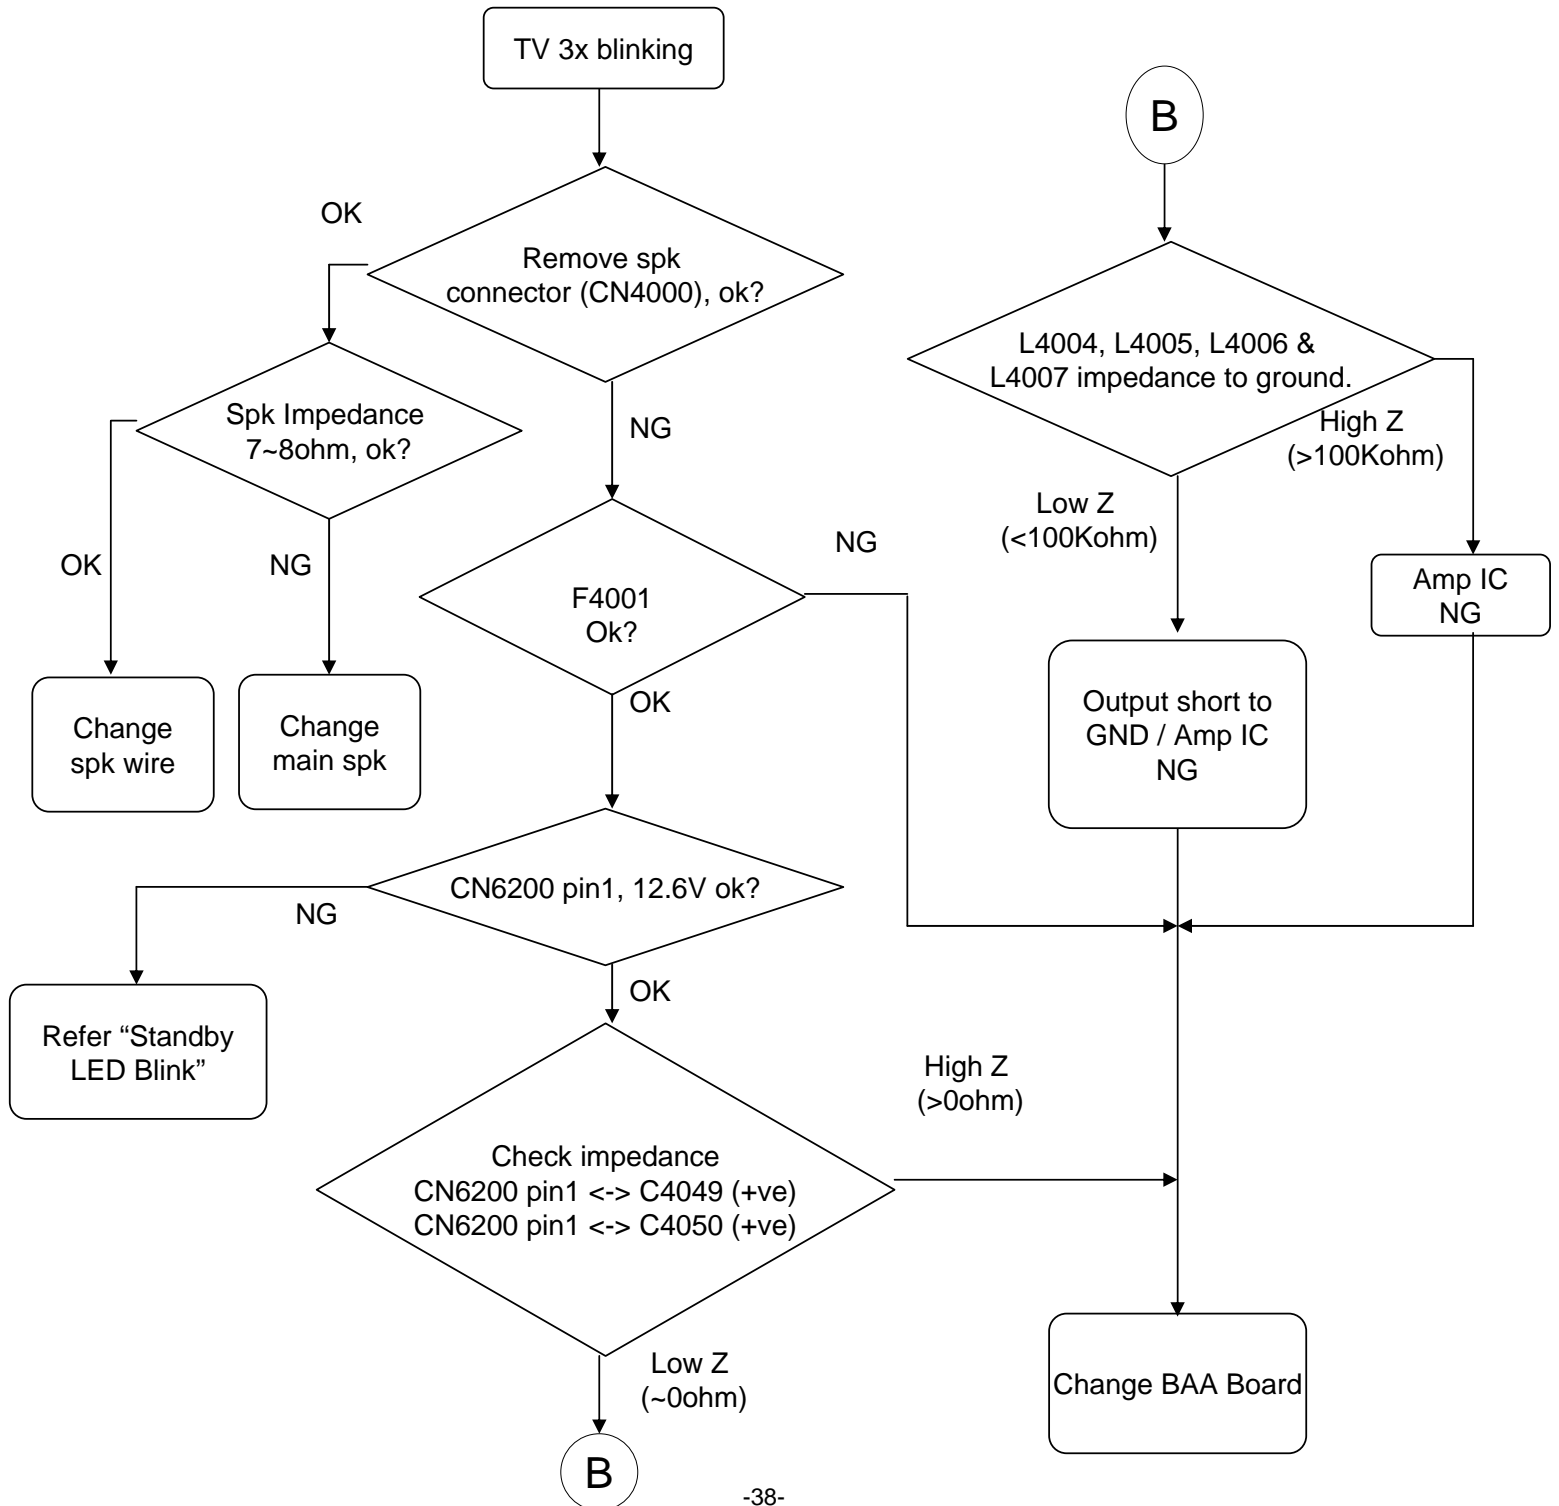 TV 3x blinking
OK
Remove spk
connector (CN4000), ok?
Spk Impedance
7~8ohm, ok?
NG
OK
NG
Change
spk wire
Change
main spk
F4001
Ok?
NG
OK
CN6200 pin1, 12.6V ok?
NG
OK
Refer “Standby
LED Blink”
Check impedance
CN6200 pin1 <-> C4049 (+ve)
CN6200 pin1 <-> C4050 (+ve)
High Z
(>0ohm)
Low Z
(~0ohm)
B
B
L4004, L4005, L4006 &
L4007 impedance to ground.
High Z
(>100Kohm)
Low Z
(<100Kohm)
Amp IC
NG
Output short to
GND / Amp IC
NG
Change BAA Board
-38-